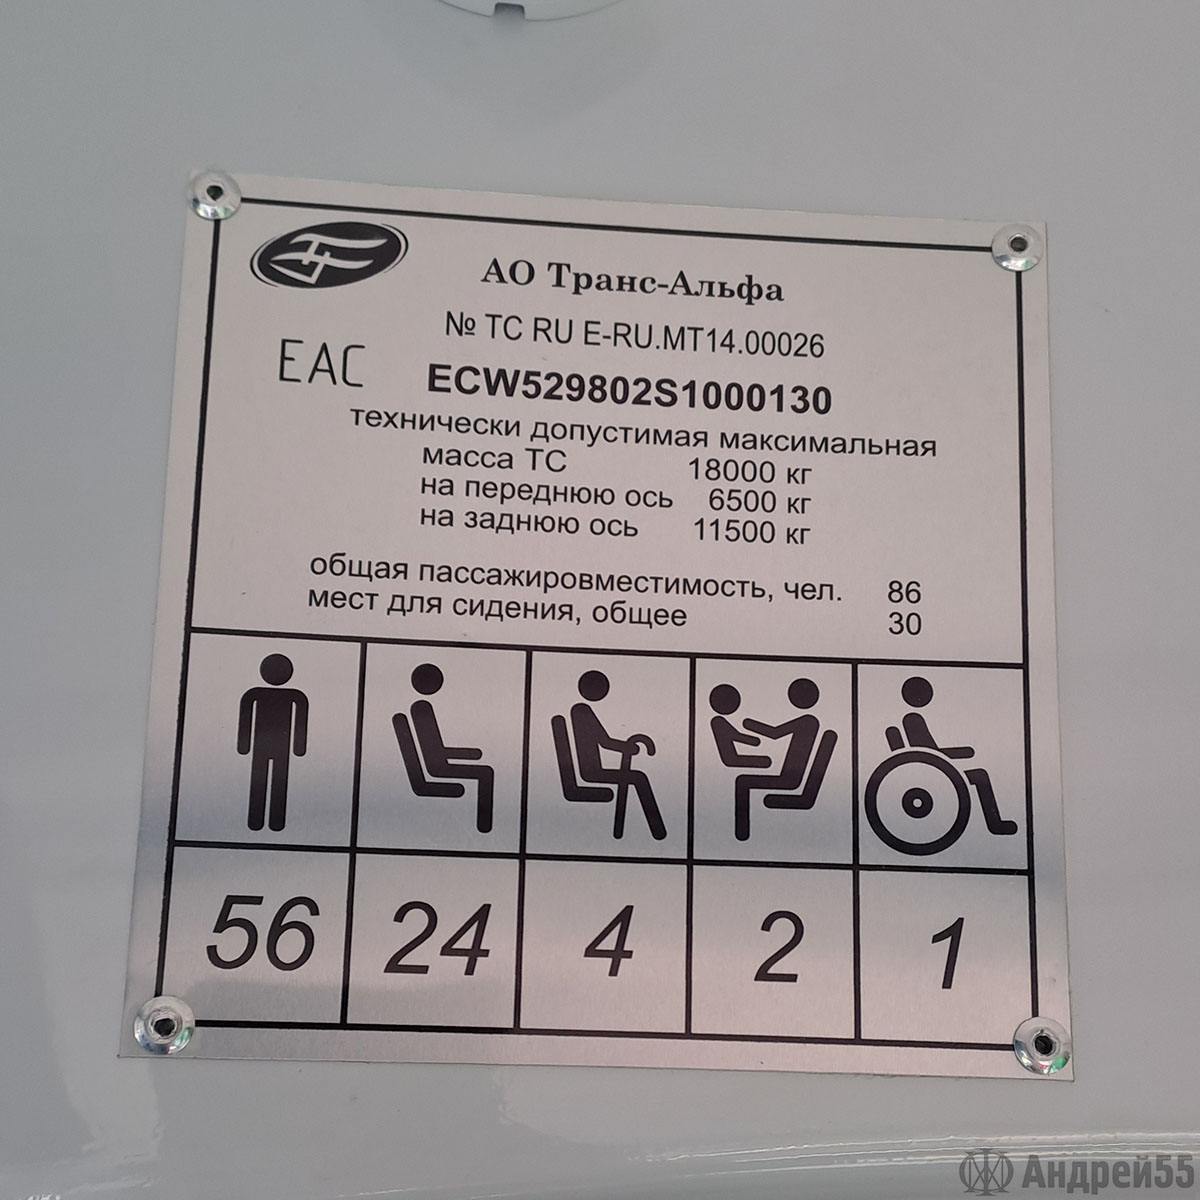 АО Транс-Альфа
№ ТС RU E-RU.MT14.00026
EAC
ECW529802S1000130
технически допустимая максимальная
масса ТС 18000 кг
на переднюю ось 6500 кг
на заднюю ось 11500 кг
общая пассажировместимость, чел. 86
мест для сидения, общее 30
56 24 4 2 1
Андрей55